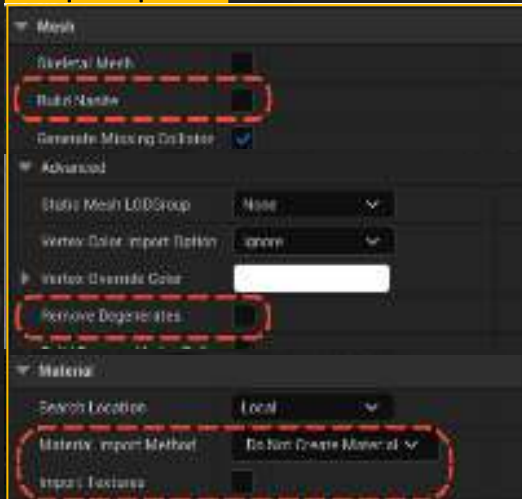 Mesh
Skeletal Mesh
Build Nanite
Generate Missing Collision
Advanced
Static Mesh LODGroup
None
Vertex Color Import Option
Ignore
Vertex Override Color
Remove Degenerates
Material
Search Location
Local
Material Import Method
Do Not Create Material
Import Textures